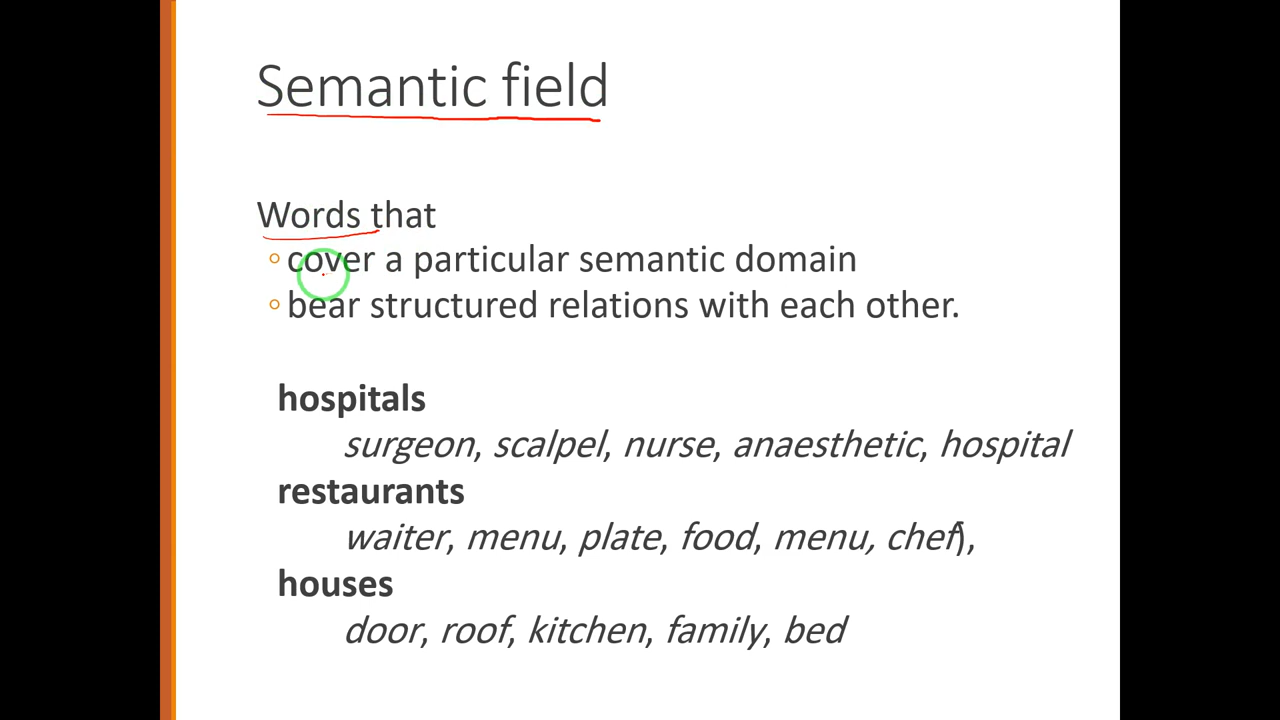 Semantic field
Words that
◦cover a particular semantic domain
◦bear structured relations with each other.
hospitals
surgeon, scalpel, nurse, anaesthetic, hospital
restaurants
waiter, menu, plate, food, menu, chef),
houses
door, roof, kitchen, family, bed